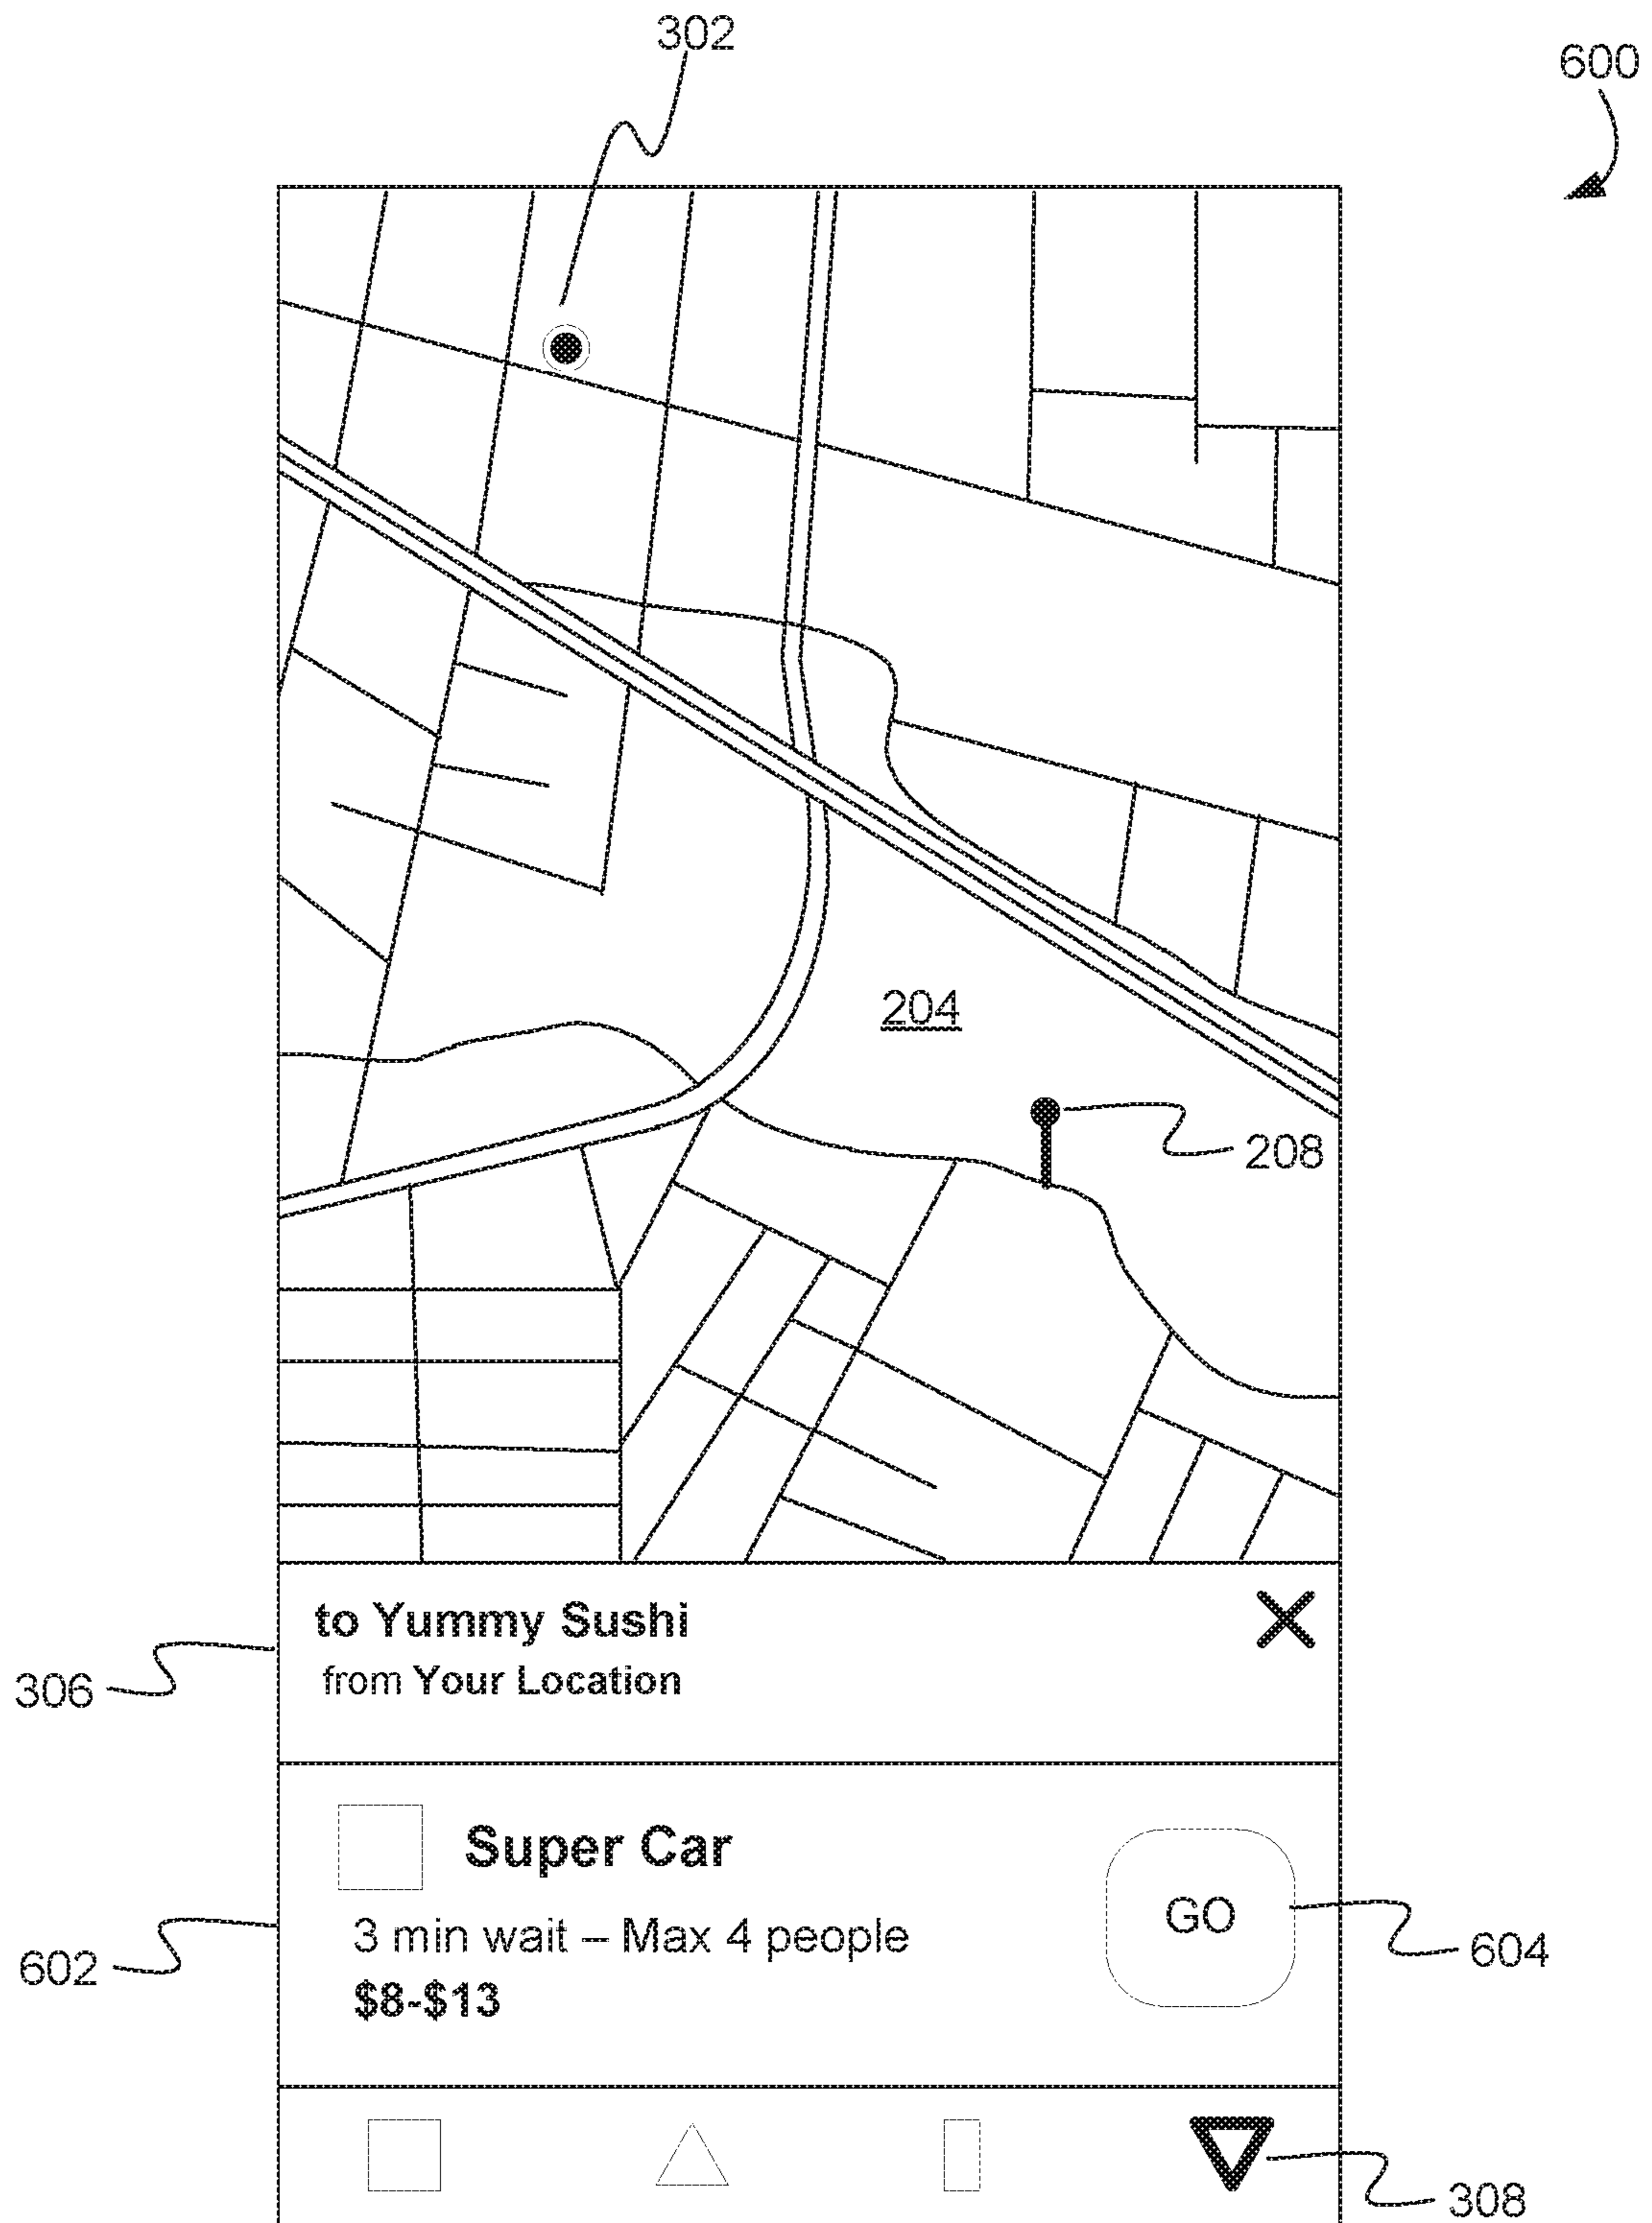 302
600
204
208
to Yummy Sushi
from Your Location
306
Super Car
GO
3 min wait – Max 4 people
604
602
$8-$13
308